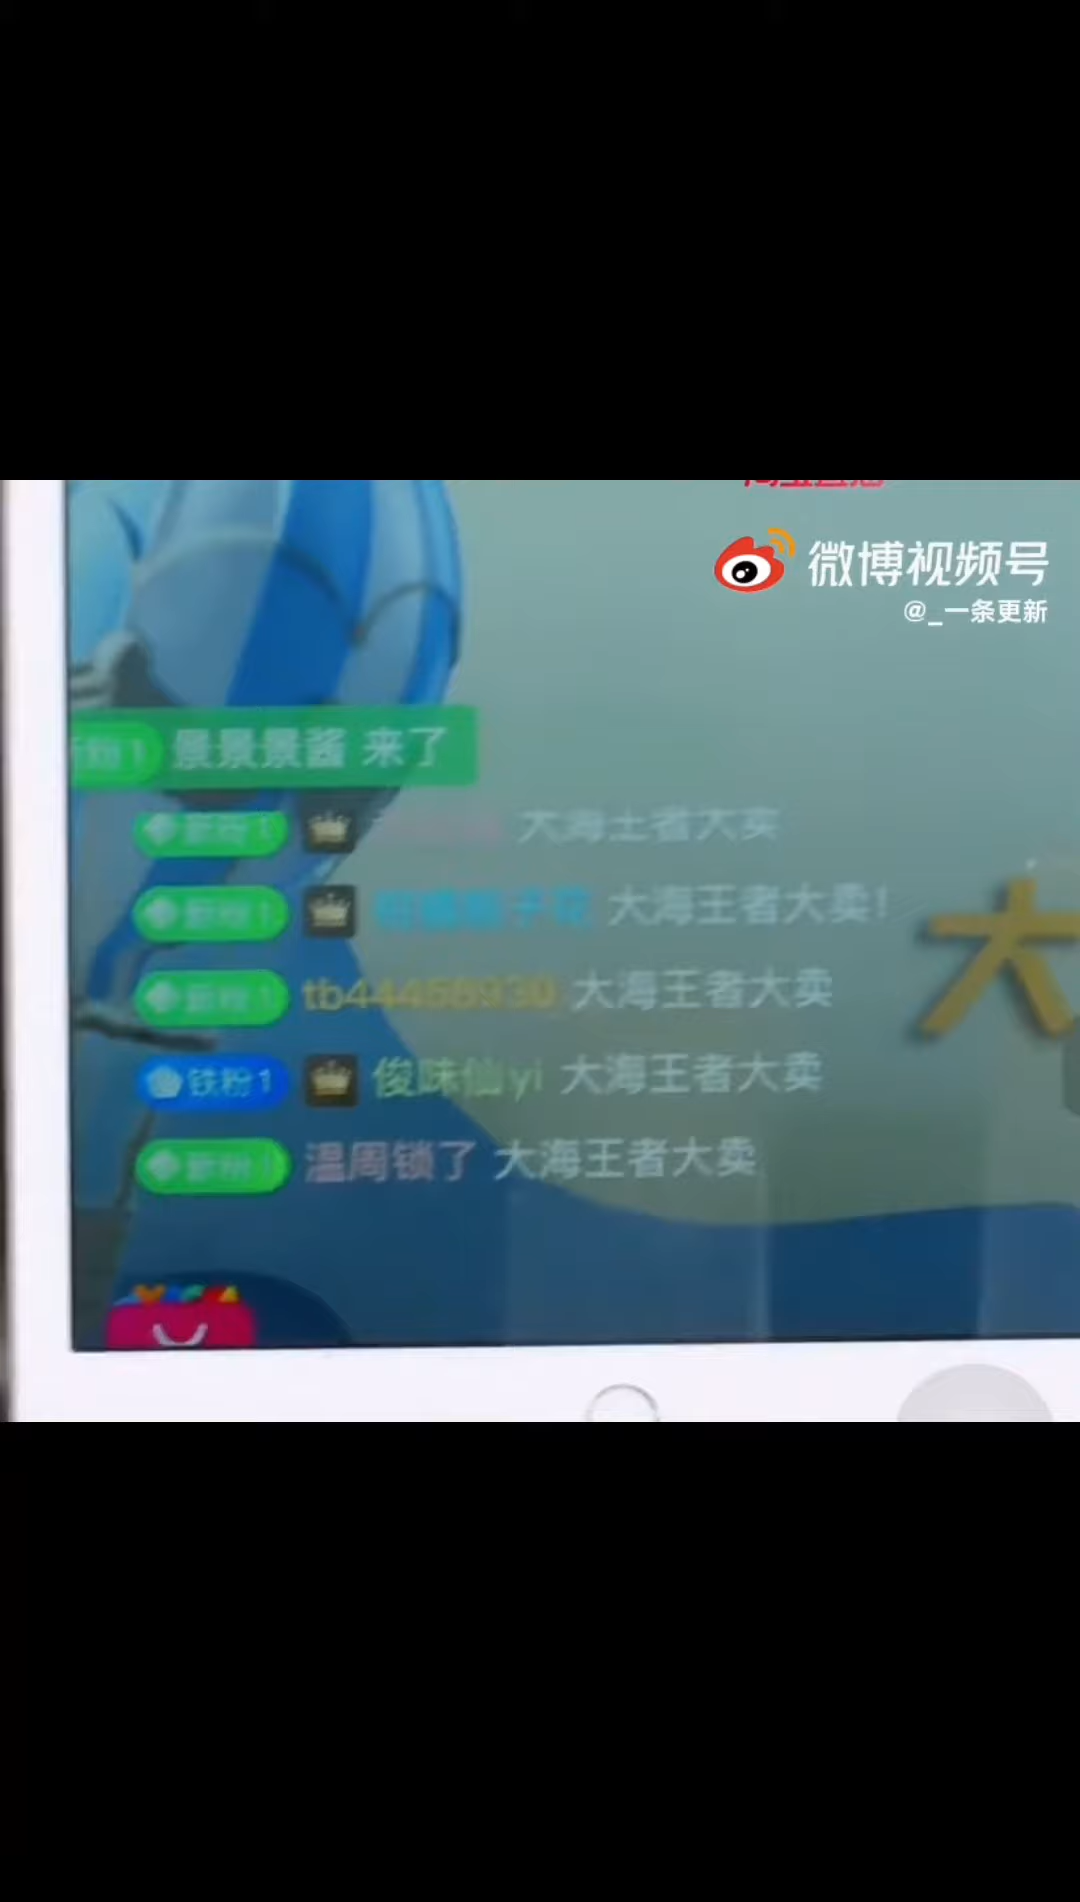 微博视频号
@_一条更新
景景景酱 来了
大海王者大卖
大海王者大卖!
大
大海王者大卖
铁粉1 俊味仙yi 大海王者大卖
温周锁了 大海王者大卖